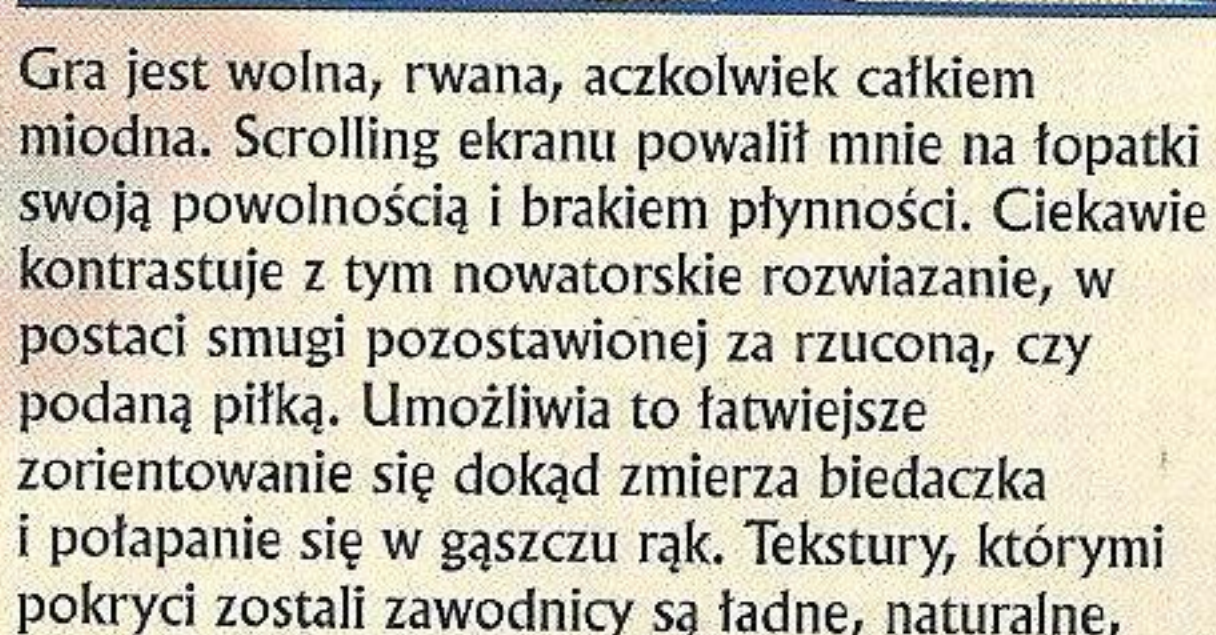 Gra jest wolna, rwana, aczkolwiek całkiem
miodna. Scrolling ekranu powalił mnie na łopatki
swoją powolnością i brakiem płynności. Ciekawie
kontrastuje z tym nowatorskie rozwiazanie, w
postaci smugi pozostawionej za rzuconą, czy
podaną piłką. Umożliwia to łatwiejsze
zorientowanie się dokąd zmierza biedaczka
i połapanie się w gąszczu rąk. Tekstury, którymi
pokryci zostali zawodnicy są ładne, naturalne,